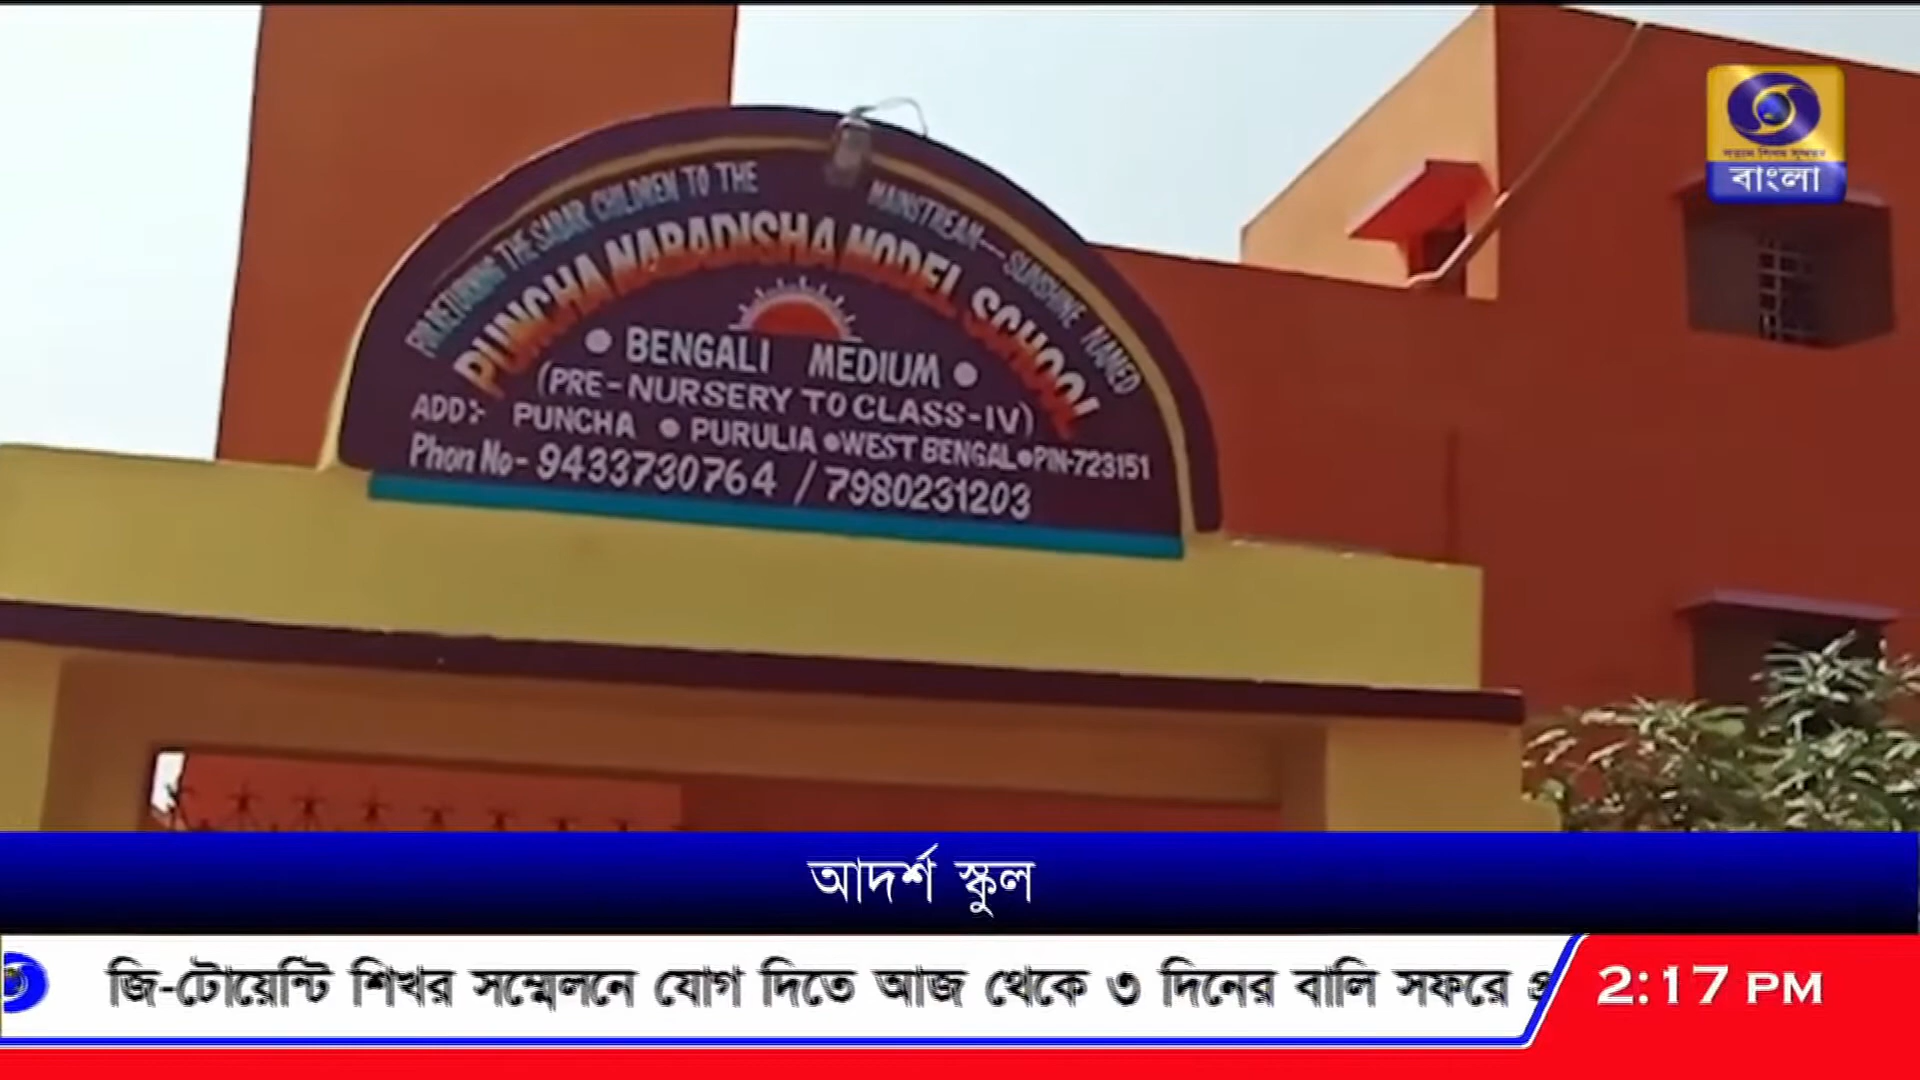 RETURNING THE SABAR CHILDREN TO THE MAINSTREAM—SUNSHINE NAMED
PUNCHA NABADISHA MODEL SCHOOL
• BENGALI MEDIUM •
(PRE-NURSERY TO CLASS-IV)
ADD:- PUNCHA • PURULIA • WEST BENGAL • PIN-723151
Phon No- 9433730764 / 7980231203
বাংলা
আদর্শ স্কুল
জি-টোয়েন্টি শিখর সম্মেলনে যোগ দিতে আজ থেকে ৩ দিনের বালি সফরে
2:17 PM